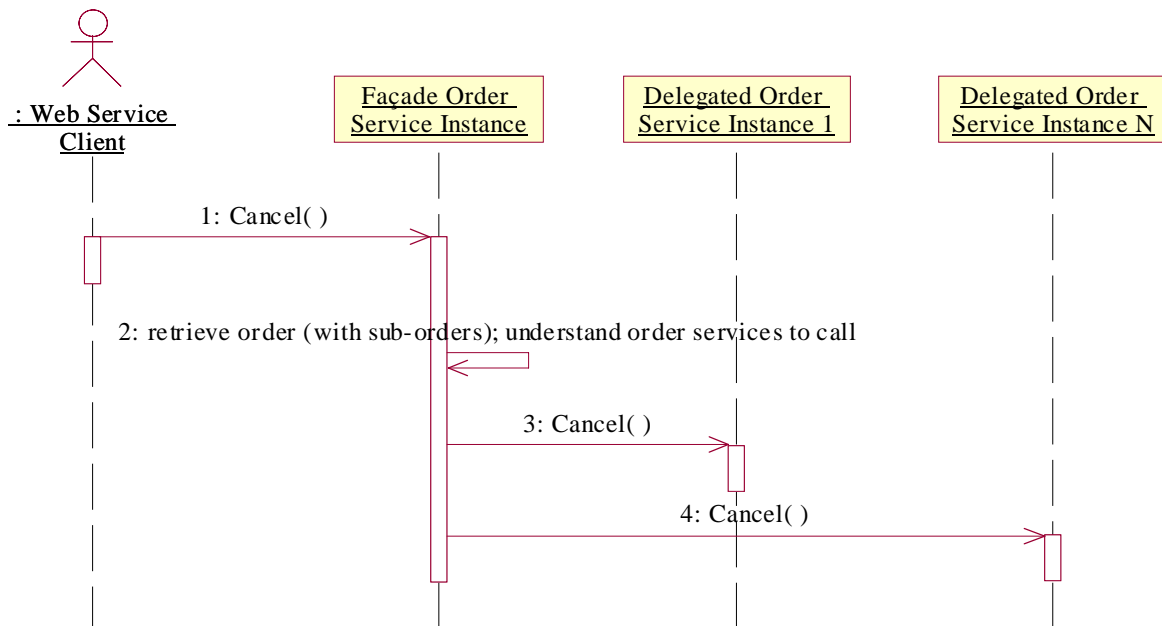 : Web Service
Client
Façade Order
Service Instance
Delegated Order
Service Instance 1
Delegated Order
Service Instance N
1: Cancel( )
2: retrieve order (with sub-orders); understand order services to call
3: Cancel( )
4: Cancel( )